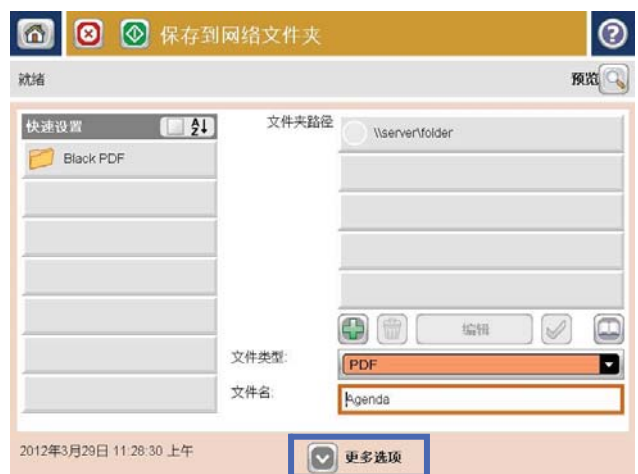 保存到网络文件夹
就绪
预览
快速设置
Black PDF
文件夹路径
\\server\folder
编辑
文件类型:
PDF
文件名:
Agenda
2012年3月29日 11:28:30 上午
更多选项